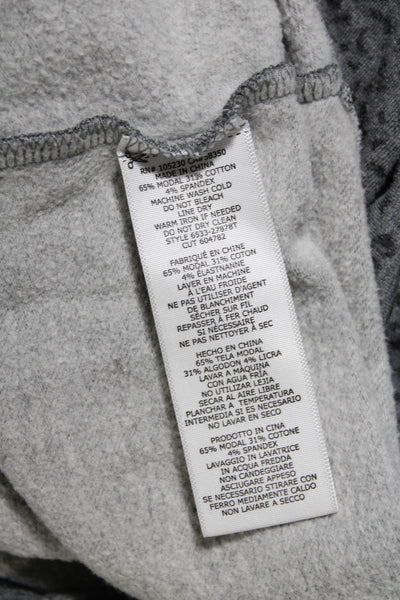 RN# 105230 CA# 38350
MADE IN CHINA
65% MODAL 31% COTTON
4% SPANDEX
MACHINE WASH COLD
DO NOT BLEACH
LINE DRY
WARM IRON IF NEEDED
DO NOT DRY CLEAN
STYLE 6533-2787BT
CUT 604782
FABRIQUÉ EN CHINE
65% MODAL 31% COTON
4% ÉLASTNANNE
LAVER EN MACHINE
À L'EAU FROIDE
NE PAS UTILISER D'AGENT
DE BLANCHIMENT
SÉCHER SUR FIL
REPASSER À FER CHAUD
SI NÉCESSAIRE
NE PAS NETTOYER À SEC
HECHO EN CHINA
65% TELA MODAL
31% ALGODON 4% LICRA
LAVAR A MÁQUINA
CON AGUA FRÍA
NO UTILIZAR LEJIA
SECAR AL AIRE LIBRE
PLANCHAR A TEMPERATURA
INTERMEDIA SI ES NECESARIO
NO LAVAR EN SECO
PRODOTTO IN CINA
65% MODAL 31% COTONE
4% SPANDEX
LAVAGGIO IN LAVATRICE
IN ACQUA FREDDA
NON CANDEGGIARE
ASCIUGARE APPESO
SE NECESSARIO STIRARE CON
FERRO MEDIAMENTE CALDO
NON LAVARE A SECCO